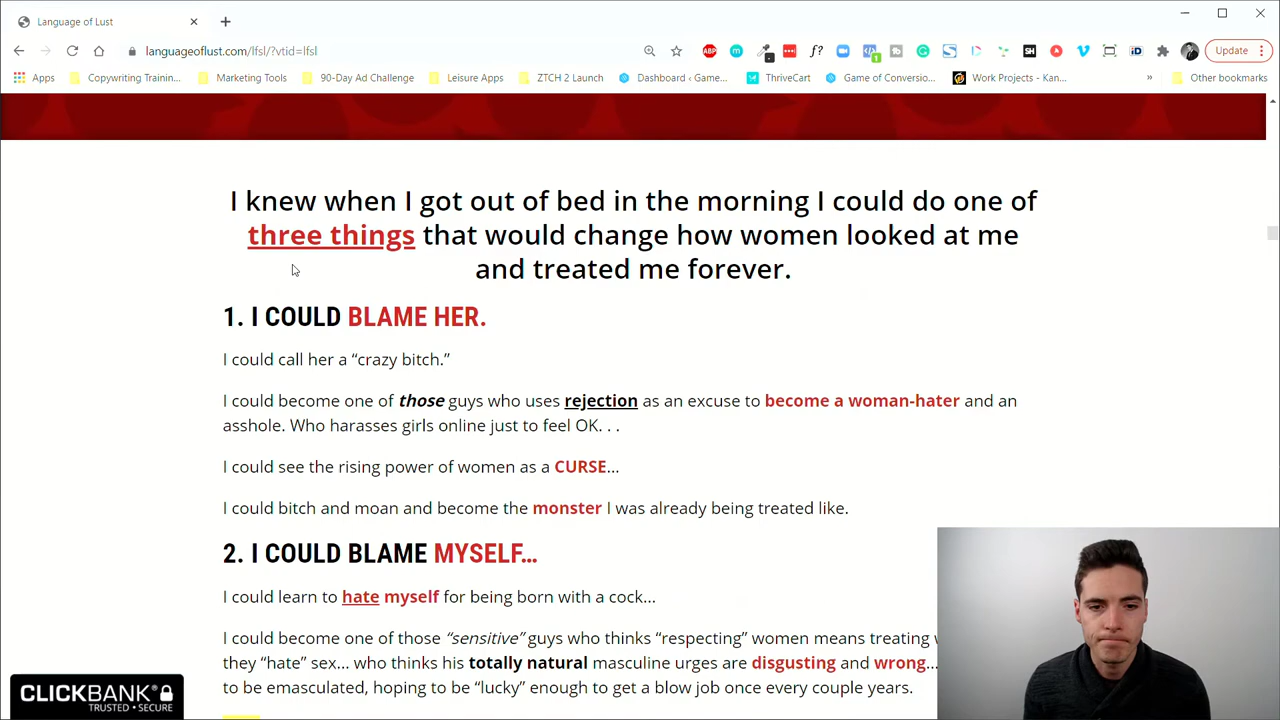 Language of Lust
languageoflust.com/lfsl/?vtid=lfsl
Update
Apps
Copywriting Trainin...
Marketing Tools
90-Day Ad Challenge
Leisure Apps
ZTCH 2 Launch
Dashboard ‹ Game...
ThriveCart
Game of Conversio...
Work Projects - Kan...
»
Other bookmarks
I knew when I got out of bed in the morning I could do one of
three things that would change how women looked at me
and treated me forever.
1. I COULD BLAME HER.
I could call her a “crazy bitch.”
I could become one of those guys who uses rejection as an excuse to become a woman-hater and an
asshole. Who harasses girls online just to feel OK. . .
I could see the rising power of women as a CURSE...
I could bitch and moan and become the monster I was already being treated like.
2. I COULD BLAME MYSELF...
I could learn to hate myself for being born with a cock...
I could become one of those “sensitive” guys who thinks “respecting” women means treating
they “hate” sex... who thinks his totally natural masculine urges are disgusting and wrong...
to be emasculated, hoping to be “lucky” enough to get a blow job once every couple years.
CLICKBANK®
TRUSTED • SECURE